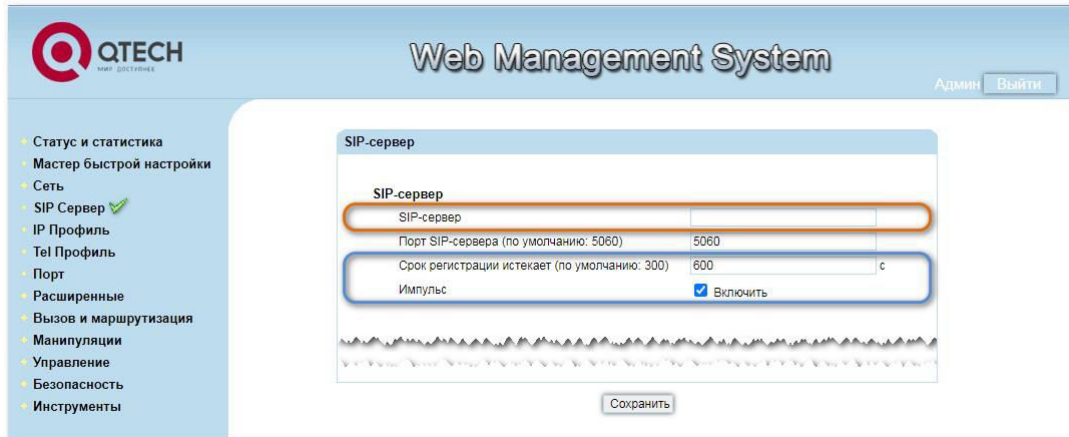 QTECH
МИР ДОСТУПНЕЕ
Web Management System
Админ Выйти
Статус и статистика
Мастер быстрой настройки
Сеть
SIP Сервер
IP Профиль
Tel Профиль
Порт
Расширенные
Вызов и маршрутизация
Манипуляции
Управление
Безопасность
Инструменты
SIP-сервер
SIP-сервер
SIP-сервер
Порт SIP-сервера (по умолчанию: 5060) 5060
Срок регистрации истекает (по умолчанию: 300) 600 с
Импульс Включить
Сохранить